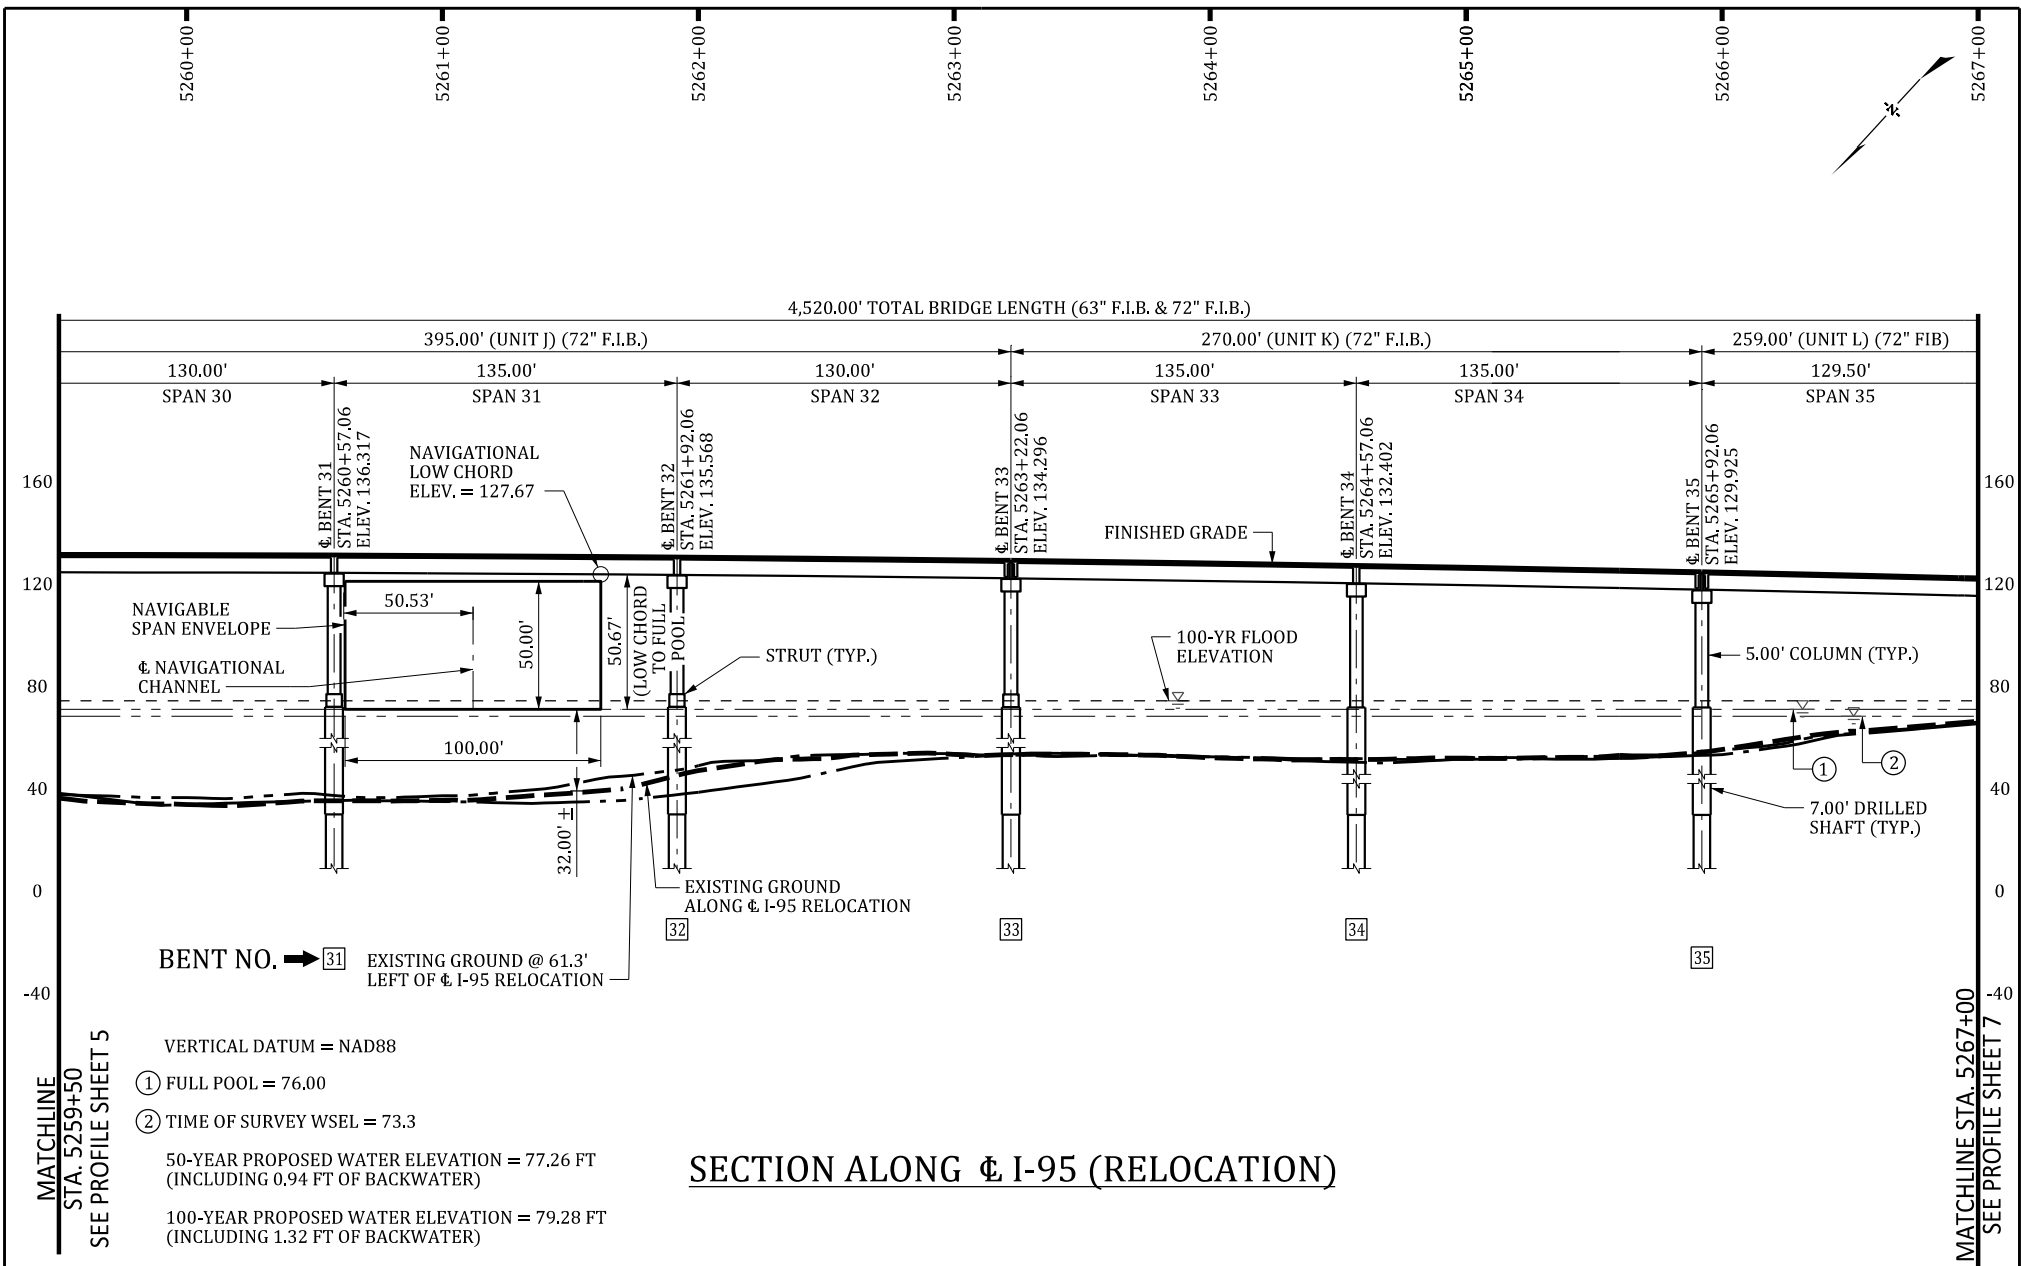 5260+00
5261+00
5262+00
5263+00
5264+00
5265+00
5266+00
5267+00
N
4,520.00' TOTAL BRIDGE LENGTH (63" F.I.B. & 72" F.I.B.)
395.00' (UNIT J) (72" F.I.B.)
270.00' (UNIT K) (72" F.I.B.)
259.00' (UNIT L) (72" FIB)
130.00'
SPAN 30
135.00'
SPAN 31
130.00'
SPAN 32
135.00'
SPAN 33
135.00'
SPAN 34
129.50'
SPAN 35
℄ BENT 31
STA. 5260+57.06
ELEV. 136.317
℄ BENT 32
STA. 5261+92.06
ELEV. 135.568
℄ BENT 33
STA. 5263+22.06
ELEV. 134.296
℄ BENT 34
STA. 5264+57.06
ELEV. 132.402
℄ BENT 35
STA. 5265+92.06
ELEV. 129.925
NAVIGATIONAL
LOW CHORD
ELEV. = 127.67
FINISHED GRADE
160
120
80
40
0
-40
160
120
80
40
0
-40
NAVIGABLE
SPAN ENVELOPE
℄ NAVIGATIONAL
CHANNEL
50.53'
50.00'
50.67'
(LOW CHORD
TO FULL
POOL)
STRUT (TYP.)
100-YR FLOOD
ELEVATION
5.00' COLUMN (TYP.)
100.00'
32.00' ±
1
2
7.00' DRILLED
SHAFT (TYP.)
EXISTING GROUND
ALONG ℄ I-95 RELOCATION
32
33
34
35
BENT NO.
31
EXISTING GROUND @ 61.3'
LEFT OF ℄ I-95 RELOCATION
VERTICAL DATUM = NAD88
1 FULL POOL = 76.00
2 TIME OF SURVEY WSEL = 73.3
50-YEAR PROPOSED WATER ELEVATION = 77.26 FT
(INCLUDING 0.94 FT OF BACKWATER)
100-YEAR PROPOSED WATER ELEVATION = 79.28 FT
(INCLUDING 1.32 FT OF BACKWATER)
SECTION ALONG ℄ I-95 (RELOCATION)
MATCHLINE
STA. 5259+50
SEE PROFILE SHEET 5
MATCHLINE STA. 5267+00
SEE PROFILE SHEET 7